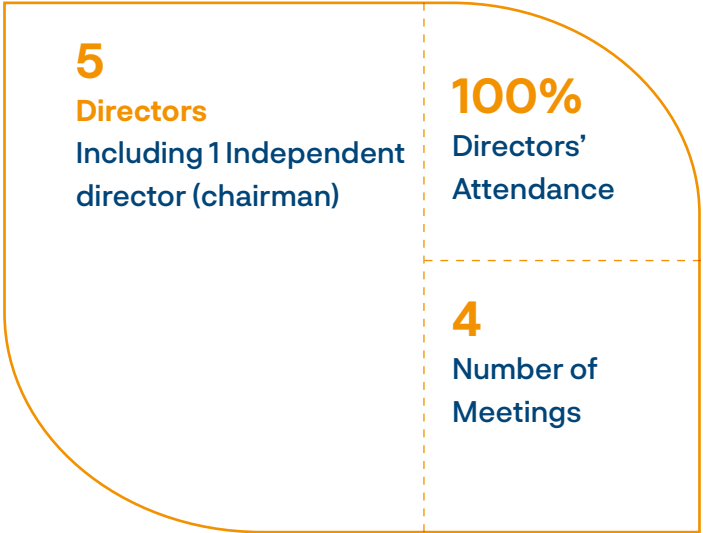 5
Directors
Including 1 Independent
director (chairman)
100%
Directors’
Attendance
4
Number of
Meetings